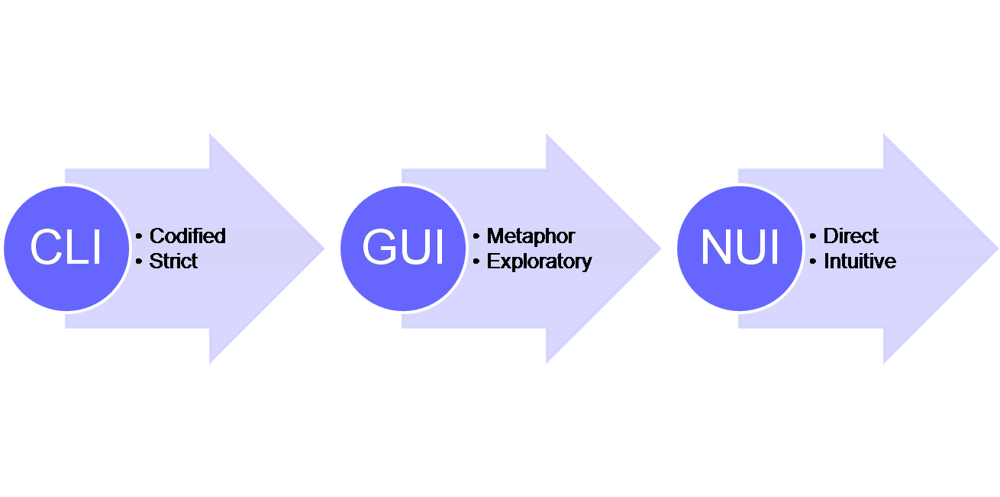 CLI
• Codified
• Strict
GUI
• Metaphor
• Exploratory
NUI
• Direct
• Intuitive